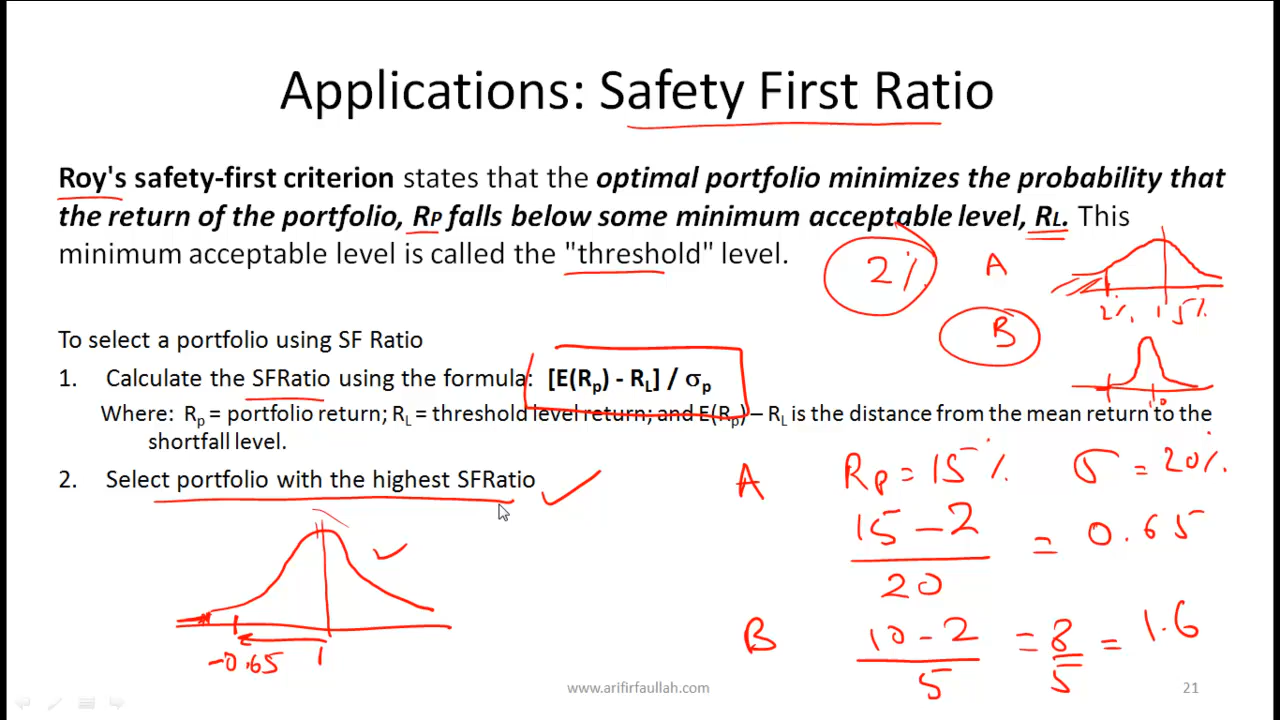 Applications: Safety First Ratio
Roy's safety-first criterion states that the optimal portfolio minimizes the probability that
the return of the portfolio, RP falls below some minimum acceptable level, RL. This
minimum acceptable level is called the "threshold" level.
2%
A
2% 5%
B
10
To select a portfolio using SF Ratio
1. Calculate the SFRatio using the formula: [E(Rp) - RL] / σp
Where: Rp = portfolio return; RL = threshold level return; and E(Rp) – RL is the distance from the mean return to the
shortfall level.
2. Select portfolio with the highest SFRatio
A Rp = 15% σ = 20%
15 - 2
20
= 0.65
B
10 - 2
5
= 8
5
= 1.6
-0.65
www.arifirfaullah.com
21